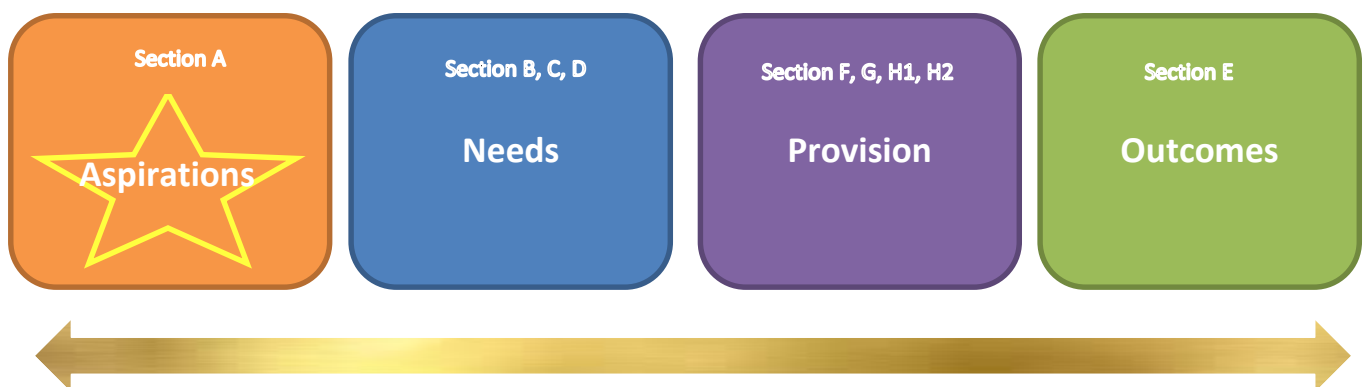 Section A
Aspirations
Section B, C, D
Needs
Section F, G, H1, H2
Provision
Section E
Outcomes